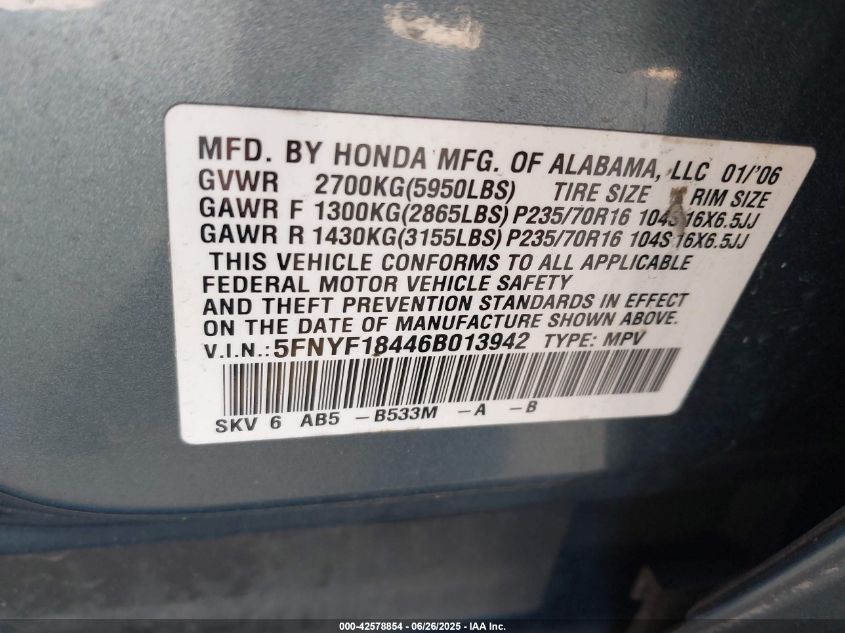 MFD. BY HONDA MFG. OF ALABAMA, LLC 01/'06
GVWR 2700KG(5950LBS) TIRE SIZE RIM SIZE
GAWR F 1300KG(2865LBS) P235/70R16 104S 16X6.5JJ
GAWR R 1430KG(3155LBS) P235/70R16 104S 16X6.5JJ
THIS VEHICLE CONFORMS TO ALL APPLICABLE
FEDERAL MOTOR VEHICLE SAFETY
AND THEFT PREVENTION STANDARDS IN EFFECT
ON THE DATE OF MANUFACTURE SHOWN ABOVE.
V.I.N.:5FNYF18446B013942 TYPE: MPV
SKV 6 AB5 -B533M -A -B
000-42578854 | 06/26/2025 - IAA Inc.